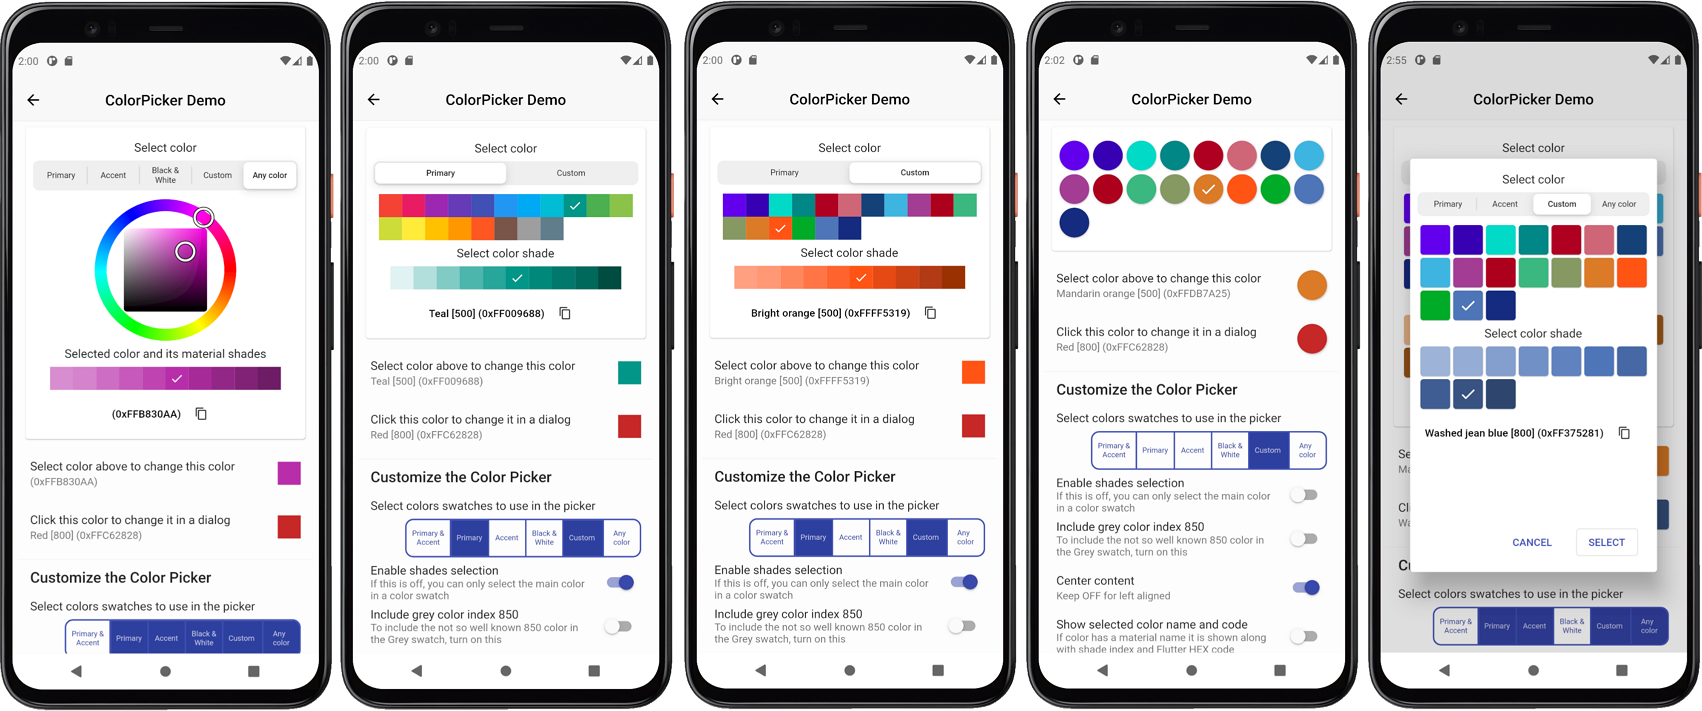 2:00
ColorPicker Demo
Select color
Primary
Accent
Black &
White
Custom
Any color
Selected color and its material shades
(0xFFB830AA)
Select color above to change this color
(0xFFB830AA)
Click this color to change it in a dialog
Red [800] (0xFFC62828)
Customize the Color Picker
Select colors swatches to use in the picker
Primary &
Accent
Primary
Accent
Black &
White
Custom
Any
color
2:00
ColorPicker Demo
Select color
Primary
Custom
Select color shade
Teal [500] (0xFF009688)
Select color above to change this color
Teal [500] (0xFF009688)
Click this color to change it in a dialog
Red [800] (0xFFC62828)
Customize the Color Picker
Select colors swatches to use in the picker
Primary &
Accent
Primary
Accent
Black &
White
Custom
Any
color
Enable shades selection
If this is off, you can only select the main color
in a color swatch
Include grey color index 850
To include the not so well known 850 color in
the Grey swatch, turn on this
2:00
ColorPicker Demo
Select color
Primary
Custom
Select color shade
Bright orange [500] (0xFFFF5319)
Select color above to change this color
Bright orange [500] (0xFFFF5319)
Click this color to change it in a dialog
Red [800] (0xFFC62828)
Customize the Color Picker
Select colors swatches to use in the picker
Primary &
Accent
Primary
Accent
Black &
White
Custom
Any
color
Enable shades selection
If this is off, you can only select the main color
in a color swatch
Include grey color index 850
To include the not so well known 850 color in
the Grey swatch, turn on this
2:02
ColorPicker Demo
Select color above to change this color
Mandarin orange [500] (0xFFDB7A25)
Click this color to change it in a dialog
Red [800] (0xFFC62828)
Customize the Color Picker
Select colors swatches to use in the picker
Primary &
Accent
Primary
Accent
Black &
White
Custom
Any
color
Enable shades selection
If this is off, you can only select the main color
in a color swatch
Include grey color index 850
To include the not so well known 850 color in
the Grey swatch, turn on this
Center content
Keep OFF for left aligned
Show selected color name and code
If color has a material name it is shown along
with shade index and Flutter HEX code
2:55
ColorPicker Demo
Select color
Select color
Primary
Accent
Custom
Any color
Select color shade
Washed jean blue [800] (0xFF375281)
Se
Ma
Cli
Wa
CANCEL
SELECT
Cu
Select colors swatches to use in the picker
Primary &
Accent
Primary
Accent
Black &
White
Custom
Any
color